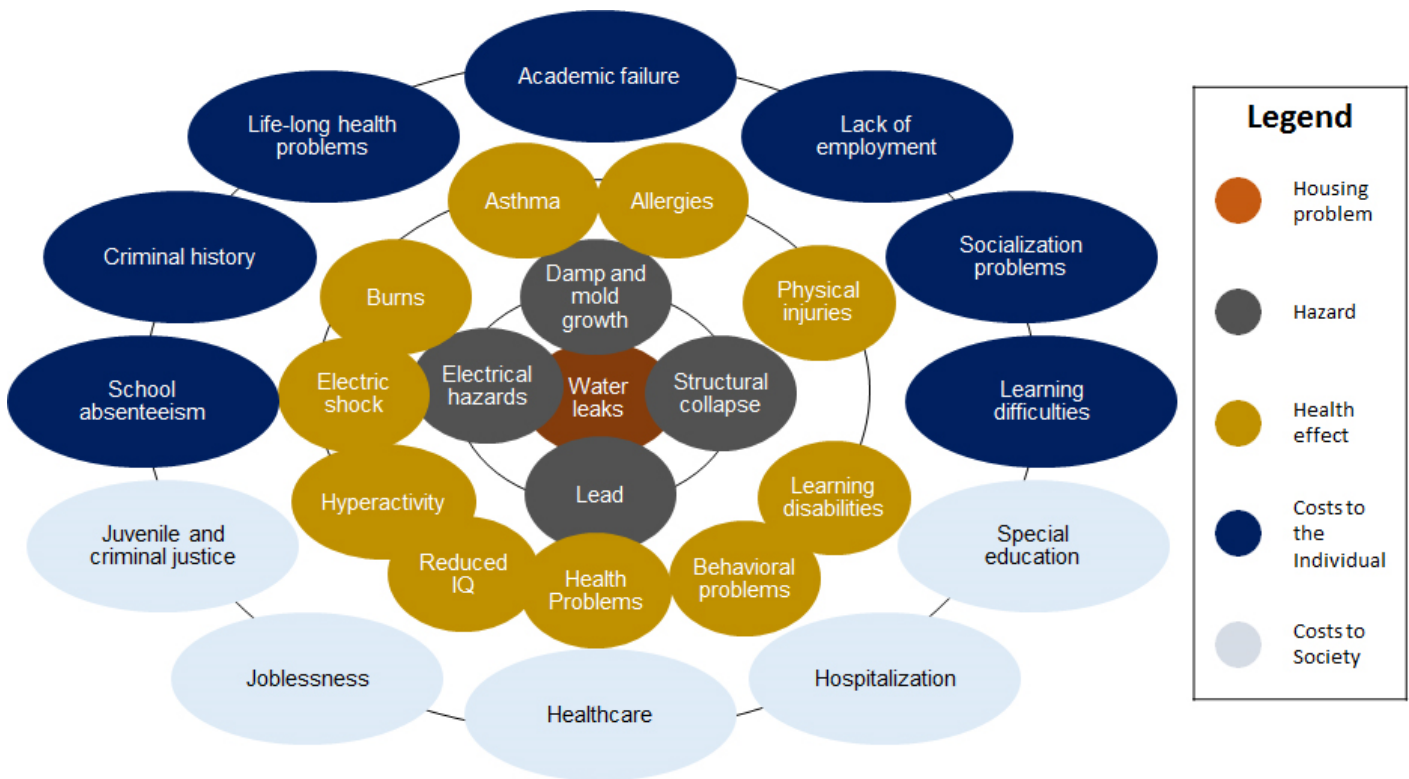 Academic failure
Life-long health
problems
Lack of
employment
Asthma
Allergies
Criminal history
Socialization
problems
Damp and
mold
growth
Burns
Physical
injuries
School
absenteeism
Electric
shock
Electrical
hazards
Water
leaks
Structural
collapse
Learning
difficulties
Hyperactivity
Lead
Learning
disabilities
Juvenile and
criminal justice
Reduced
IQ
Health
Problems
Behavioral
problems
Special
education
Joblessness
Healthcare
Hospitalization
Legend
Housing
problem
Hazard
Health
effect
Costs to
the
Individual
Costs to
Society